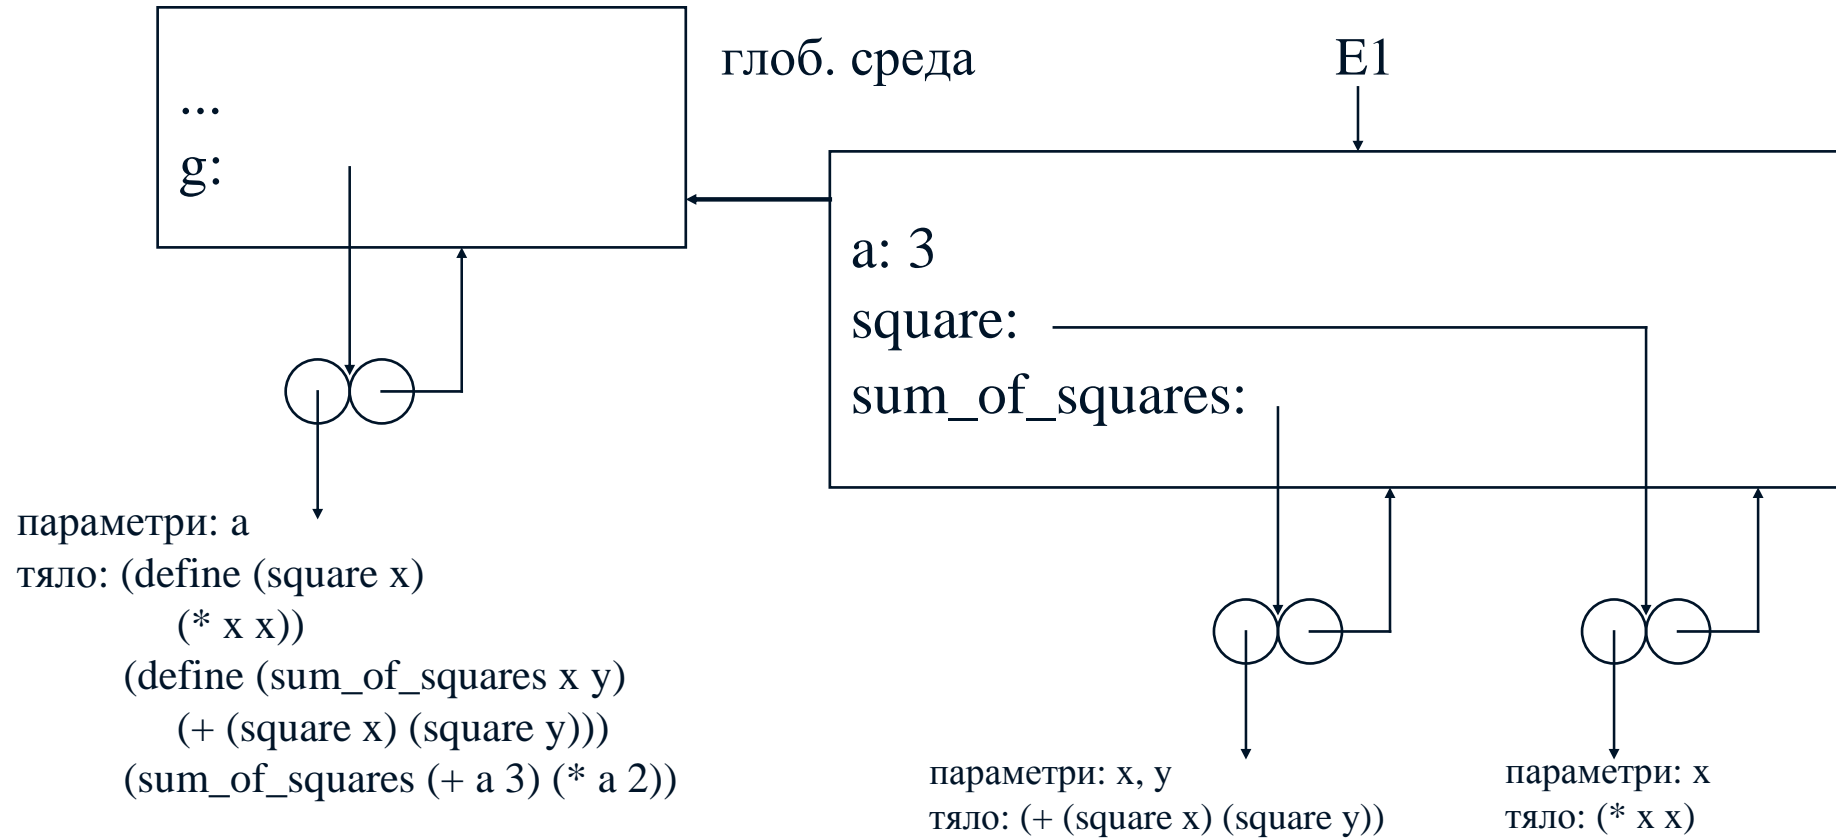 глоб. среда
E1
...
g:
a: 3
square:
sum_of_squares:
параметри: a
тяло: (define (square x)
(* x x))
(define (sum_of_squares x y)
(+ (square x) (square y)))
(sum_of_squares (+ a 3) (* a 2))
параметри: x, y
тяло: (+ (square x) (square y))
параметри: x
тяло: (* x x)